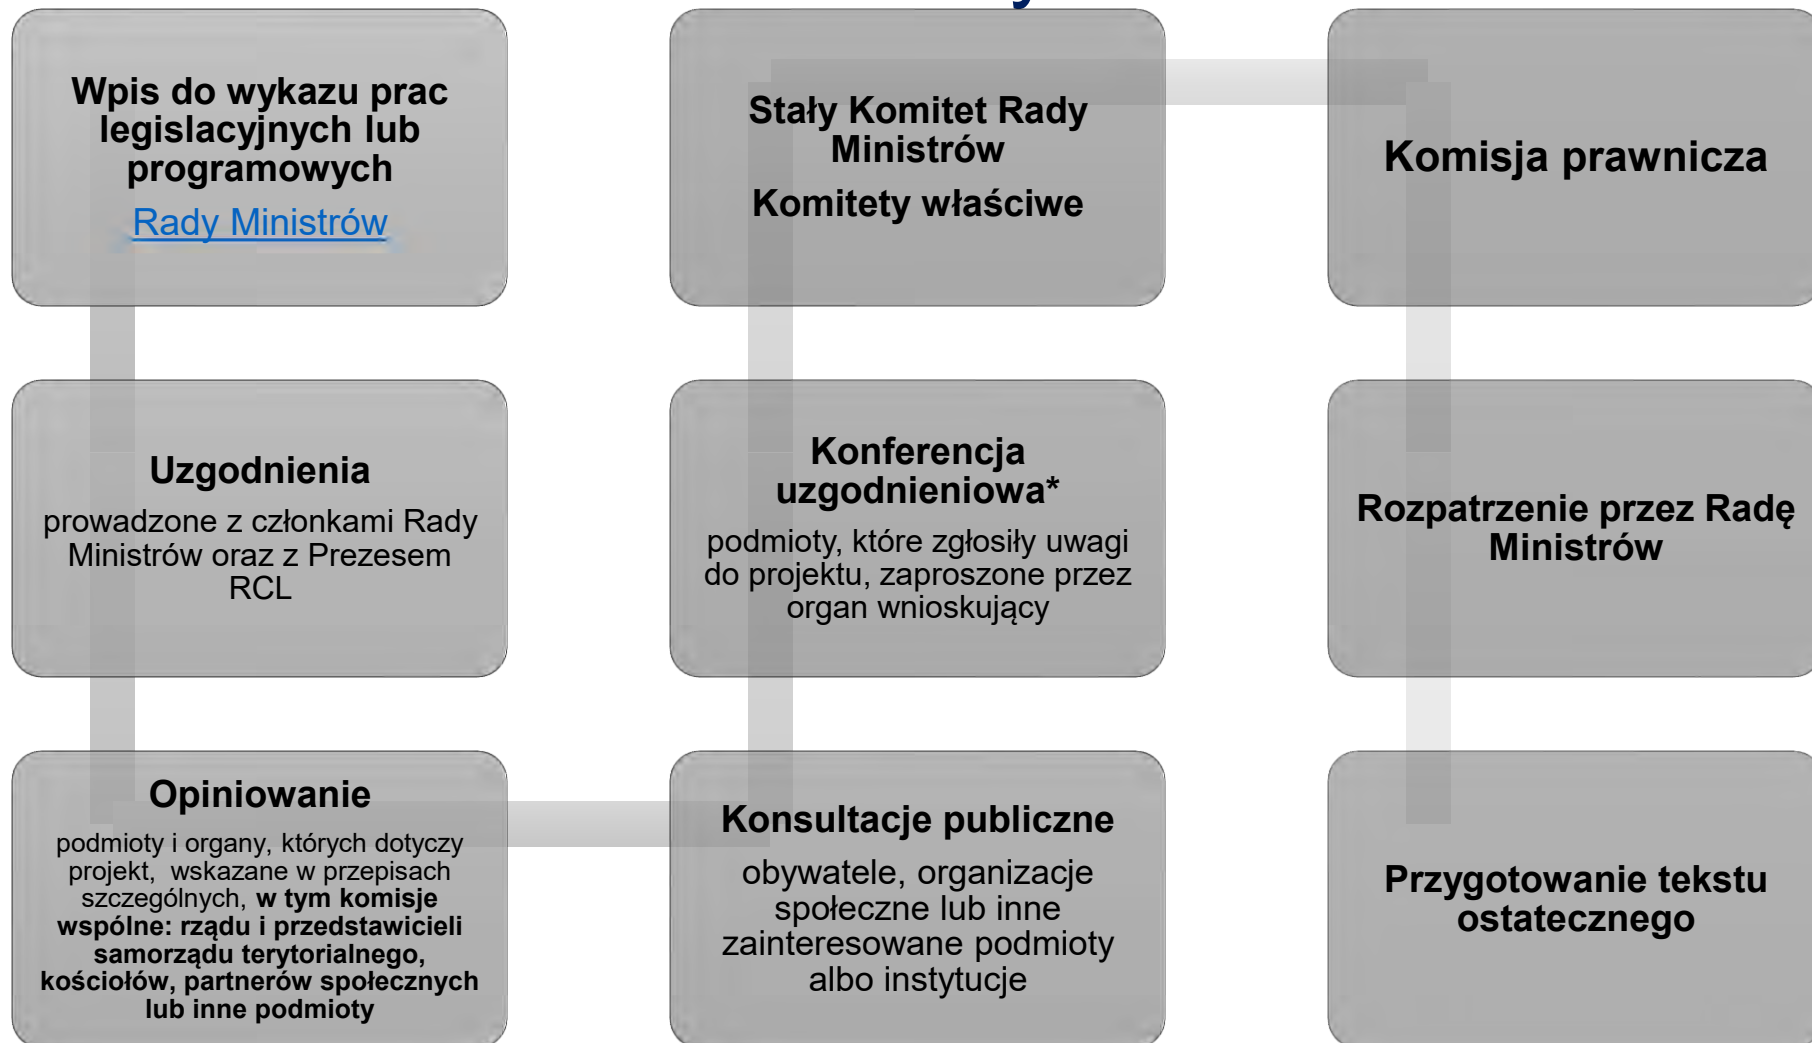 Wpis do wykazu prac
legislacyjnych lub
programowych
Rady Ministrów
Uzgodnienia
prowadzone z członkami Rady
Ministrów oraz z Prezesem
RCL
Opiniowanie
podmioty i organy, których dotyczy
projekt, wskazane w przepisach
szczególnych, w tym komisje
wspólne: rządu i przedstawicieli
samorządu terytorialnego,
kościołów, partnerów społecznych
lub inne podmioty
Konsultacje publiczne
obywatele, organizacje
społeczne lub inne
zainteresowane podmioty
albo instytucje
Konferencja
uzgodnieniowa*
podmioty, które zgłosiły uwagi
do projektu, zaproszone przez
organ wnioskujący
Stały Komitet Rady
Ministrów
Komitety właściwe
Komisja prawnicza
Rozpatrzenie przez Radę
Ministrów
Przygotowanie tekstu
ostatecznego